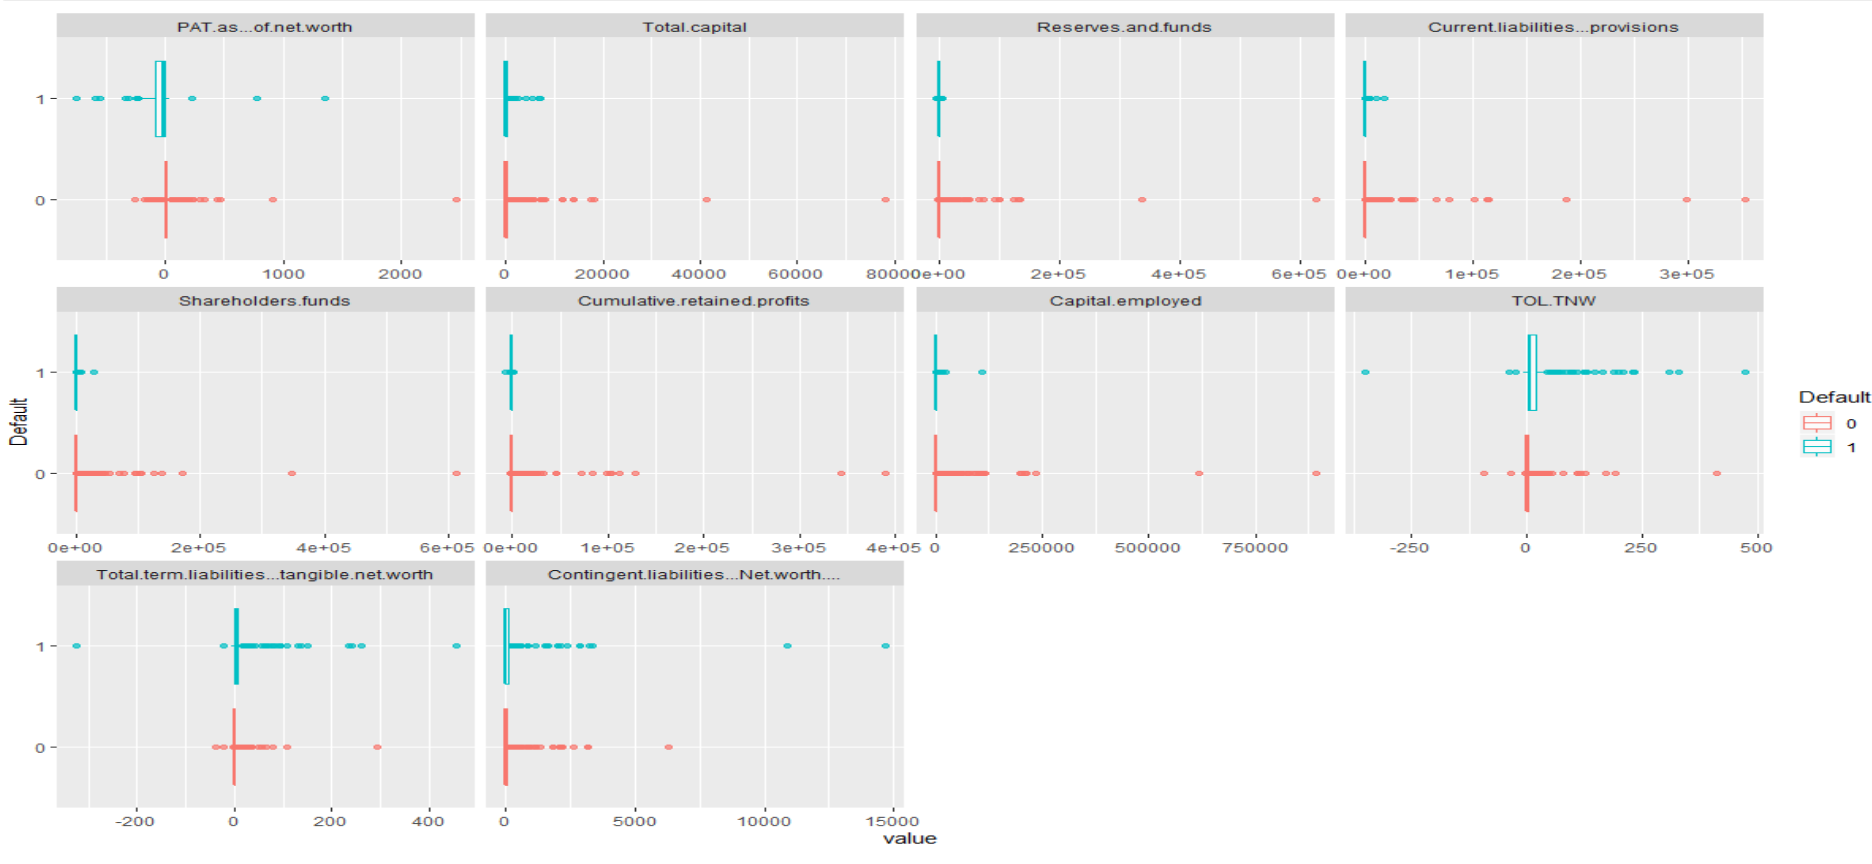 PAT.as...of.net.worth Total.capital Reserves.and.funds Current.liabilities...provisions
1
0
0 1000 2000 0 20000 40000 60000 80000 0e+00 2e+05 4e+05 6e+05 0e+00 1e+05 2e+05 3e+05
Shareholders.funds Cumulative.retained.profits Capital.employed TOL.TNW
1
0
0e+00 2e+05 4e+05 6e+05 0e+00 1e+05 2e+05 3e+05 4e+05 0 250000 500000 750000 -250 0 250 500
Total.term.liabilities...tangible.net.worth Contingent.liabilities...Net.worth....
1
0
-200 0 200 400 0 5000 10000 15000
value
Default
Default
0
1